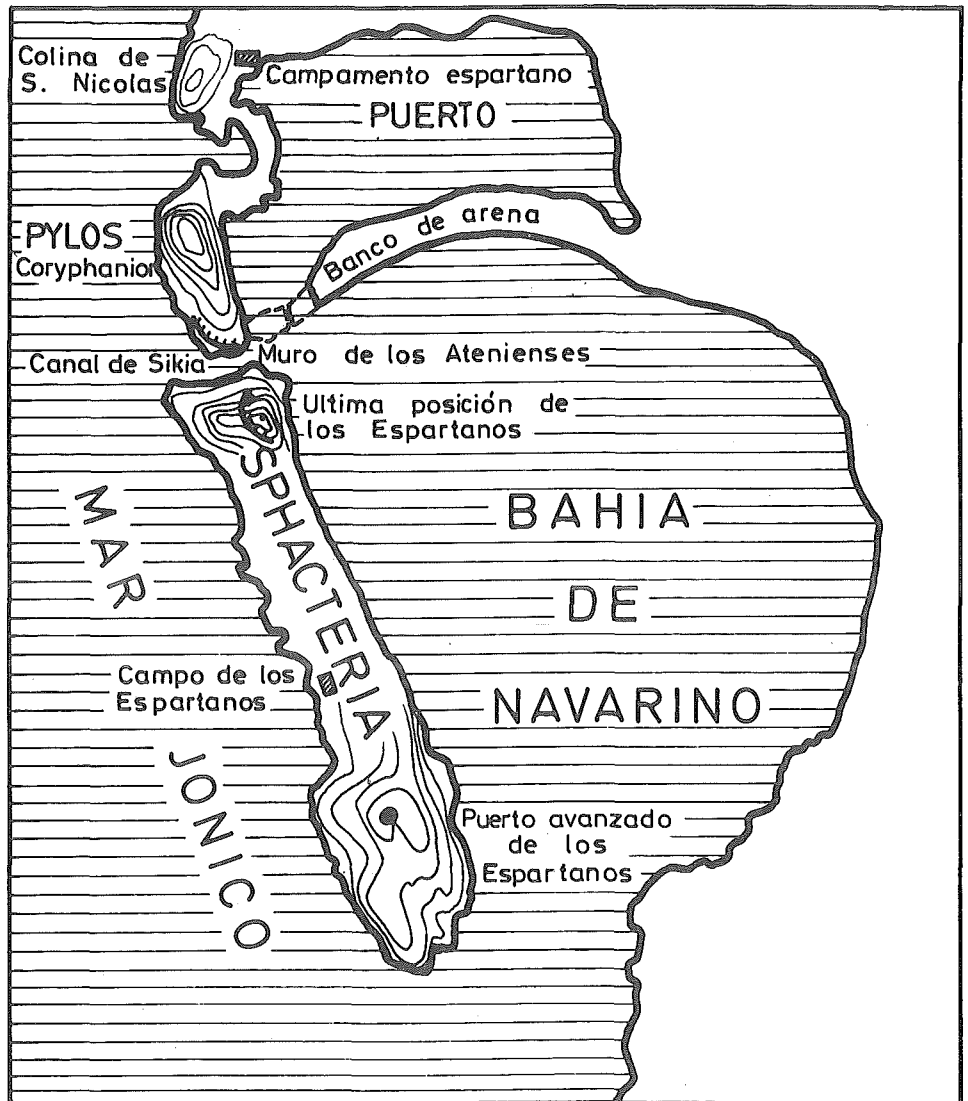 Colina de
S. Nicolas
Campamento espartano
PUERTO
Banco de arena
PYLOS
Coryphanior
Canal de Sikia
Muro de los Atenienses
Ultima posición de
los Espartanos
SPHACTERIA
MAR
JONICO
BAHIA
DE
NAVARINO
Campo de los
Espartanos
Puerto avanzado
de los
Espartanos